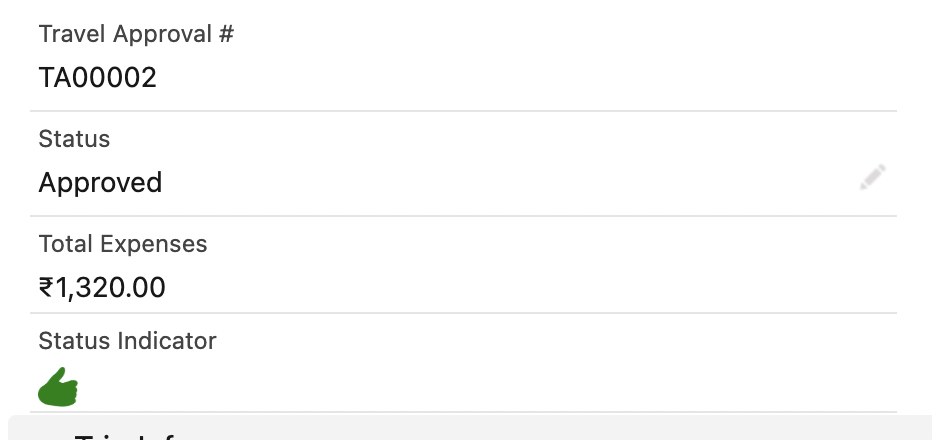 Travel Approval #
TA00002
Status
Approved
Total Expenses
₹1,320.00
Status Indicator